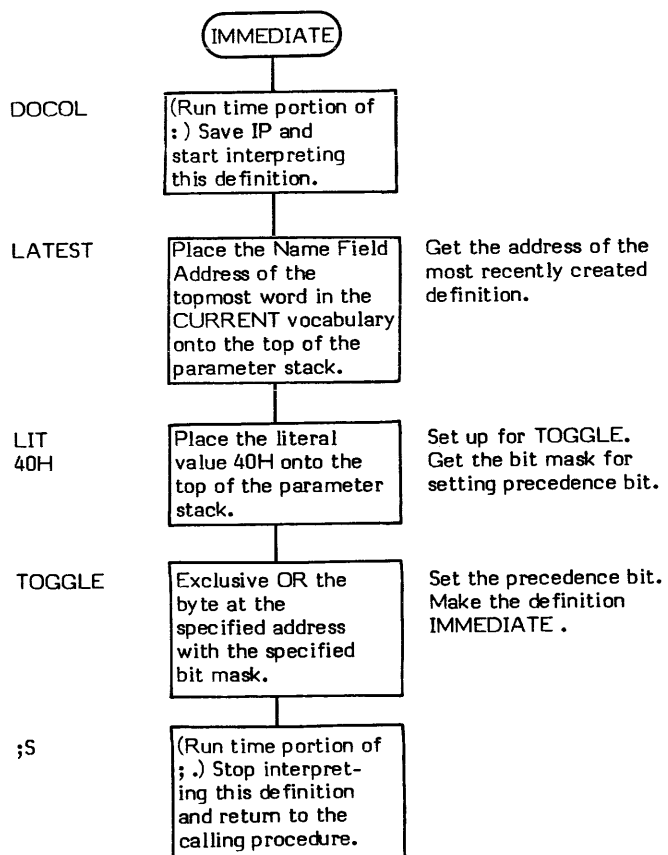 IMMEDIATE
DOCOL
(Run time portion of
: ) Save IP and
start interpreting
this definition.
LATEST
Place the Name Field
Address of the
topmost word in the
CURRENT vocabulary
onto the top of the
parameter stack.
Get the address of the
most recently created
definition.
LIT
40H
Place the literal
value 40H onto the
top of the parameter
stack.
Set up for TOGGLE.
Get the bit mask for
setting precedence bit.
TOGGLE
Exclusive OR the
byte at the
specified address
with the specified
bit mask.
Set the precedence bit.
Make the definition
IMMEDIATE .
;S
(Run time portion of
; .) Stop interpret-
ing this definition
and return to the
calling procedure.